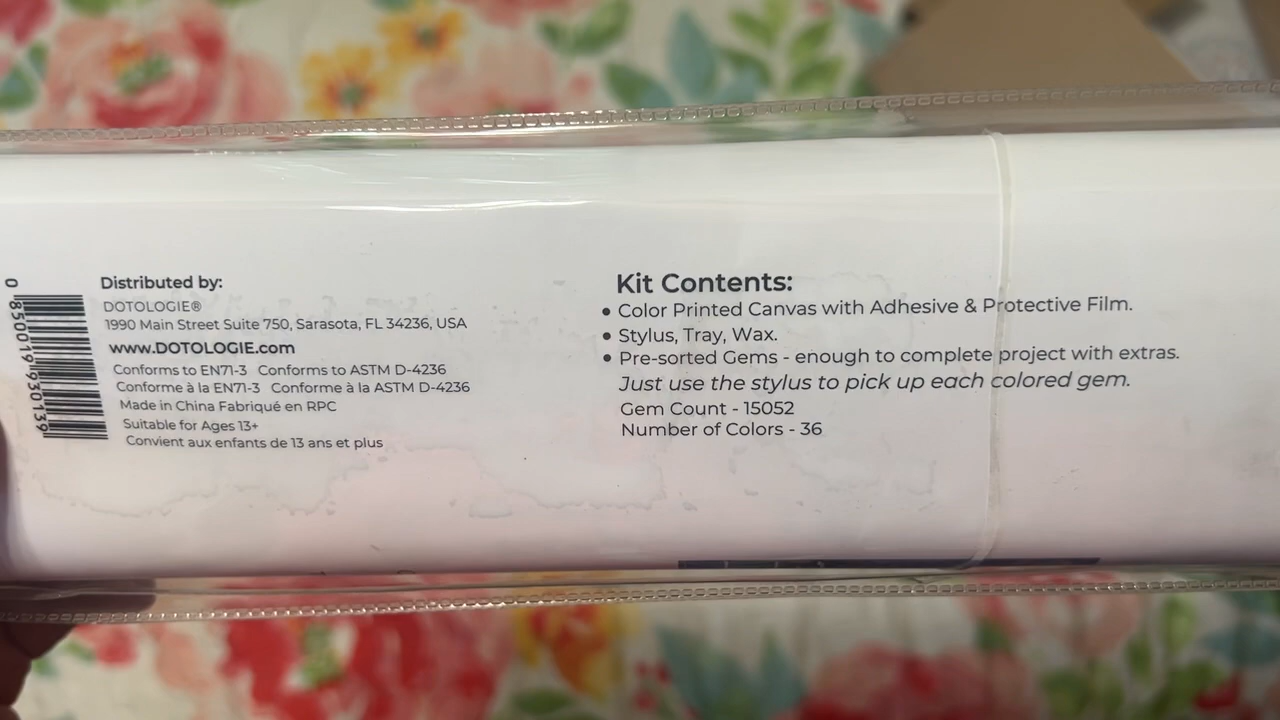 0 850019 930139
Distributed by:
DOTOLOGIE®
1990 Main Street Suite 750, Sarasota, FL 34236, USA
www.DOTOLOGIE.com
Conforms to EN71-3 Conforms to ASTM D-4236
Conforme à la EN71-3 Conforme à la ASTM D-4236
Made in China Fabriqué en RPC
Suitable for Ages 13+
Convient aux enfants de 13 ans et plus
Kit Contents:
• Color Printed Canvas with Adhesive & Protective Film.
• Stylus, Tray, Wax.
• Pre-sorted Gems - enough to complete project with extras.
Just use the stylus to pick up each colored gem.
Gem Count - 15052
Number of Colors - 36